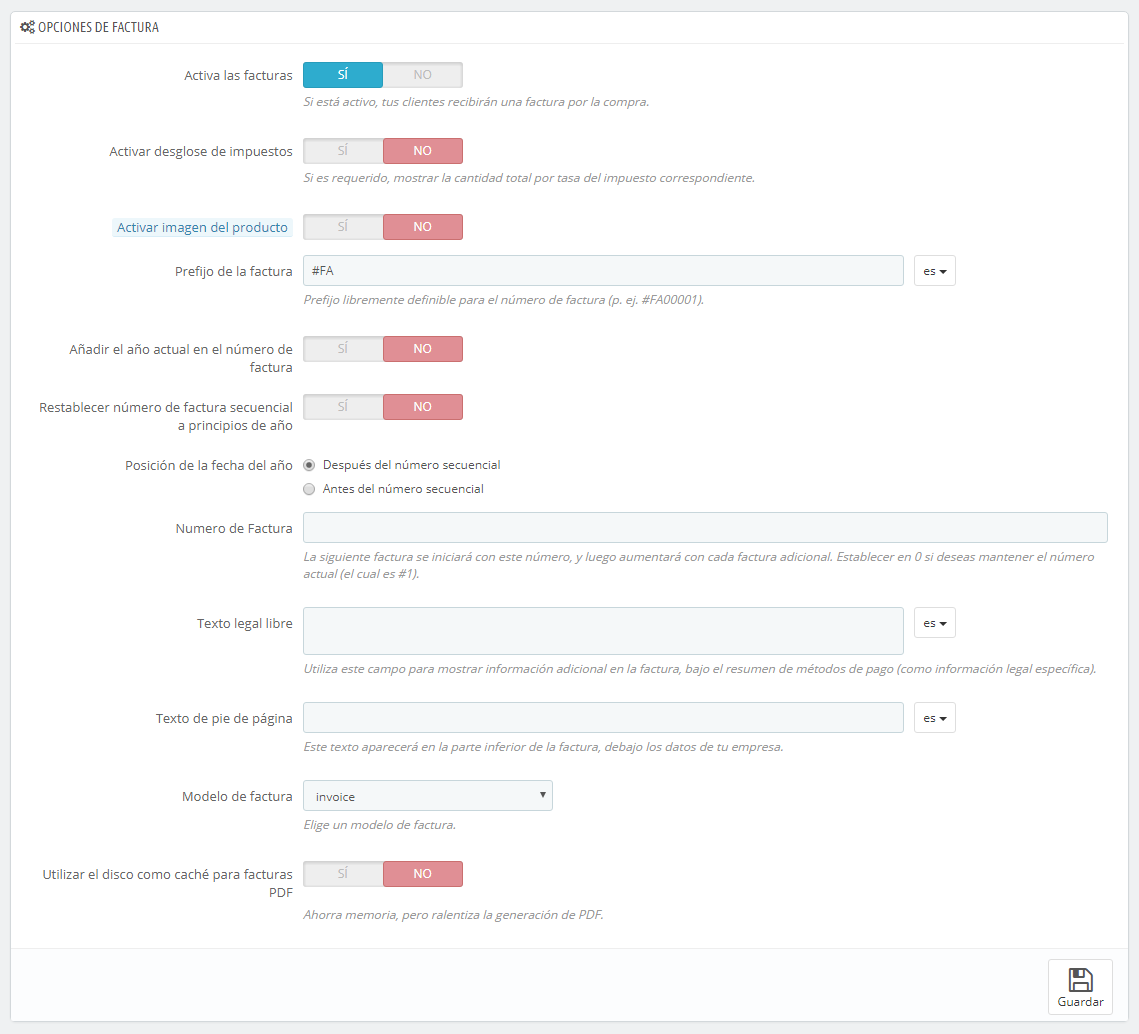 OPCIONES DE FACTURA
Activa las facturas
SÍ NO
Si está activo, tus clientes recibirán una factura por la compra.
Activar desglose de impuestos
SÍ NO
Si es requerido, mostrar la cantidad total por tasa del impuesto correspondiente.
Activar imagen del producto
SÍ NO
Prefijo de la factura
#FA
es
Prefijo libremente definible para el número de factura (p. ej. #FA00001).
Añadir el año actual en el número de
factura
SÍ NO
Restablecer número de factura secuencial
a principios de año
SÍ NO
Posición de la fecha del año
Después del número secuencial
Antes del número secuencial
Numero de Factura
La siguiente factura se iniciará con este número, y luego aumentará con cada factura adicional. Establecer en 0 si deseas mantener el número
actual (el cual es #1).
Texto legal libre
es
Utiliza este campo para mostrar información adicional en la factura, bajo el resumen de métodos de pago (como información legal específica).
Texto de pie de página
es
Este texto aparecerá en la parte inferior de la factura, debajo los datos de tu empresa.
Modelo de factura
invoice
Elige un modelo de factura.
Utilizar el disco como caché para facturas
PDF
SÍ NO
Ahorra memoria, pero ralentiza la generación de PDF.
Guardar